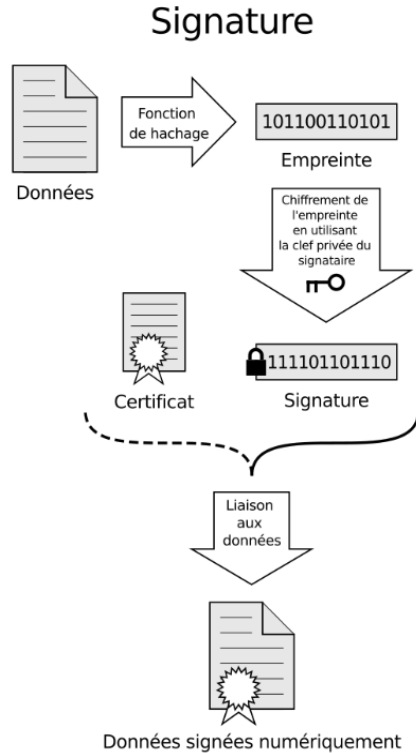 Signature
Fonction
de hachage
101100110101
Empreinte
Données
Chiffrement de
l'empreinte
en utilisant
la clef privée du
signataire
111101101110
Certificat
Signature
Liaison
aux
données
Données signées numériquement